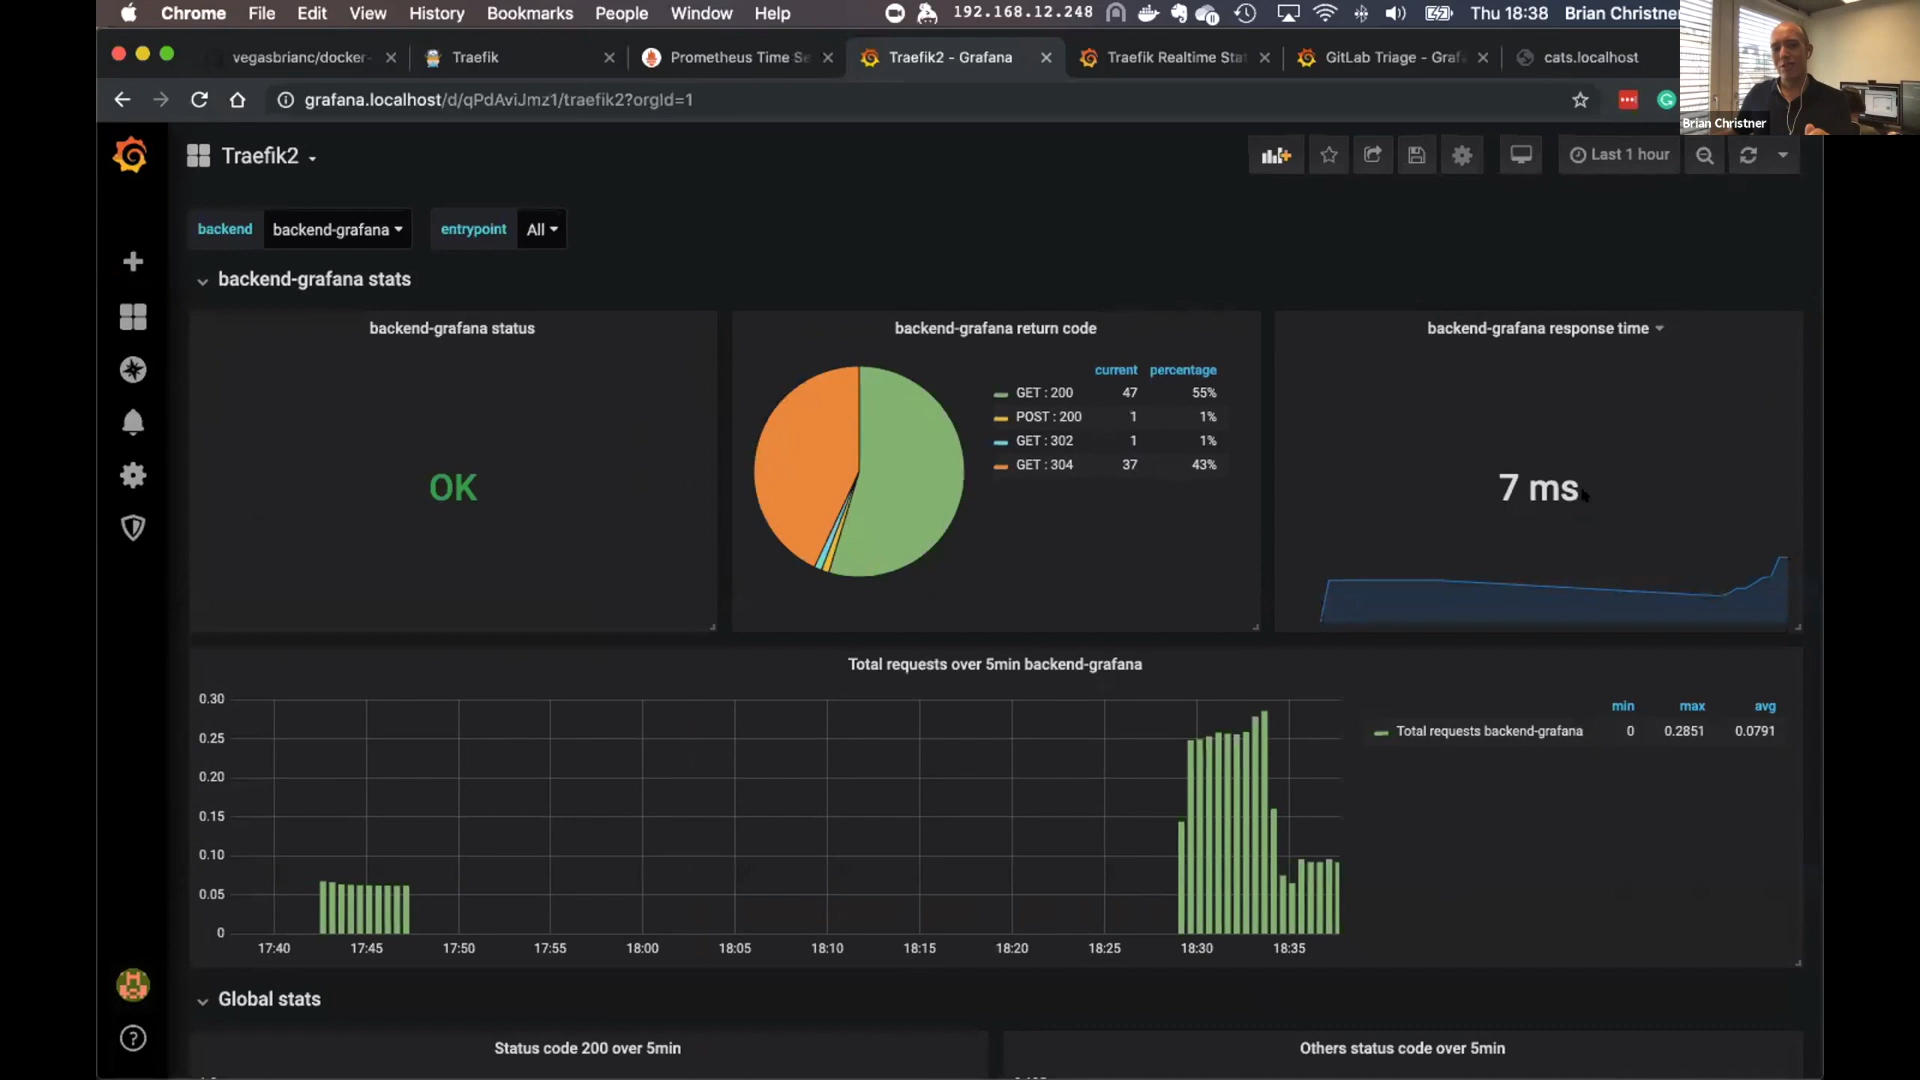 Chrome File Edit View History Bookmarks People Window Help 192.168.12.248 Thu 18:38 Brian Christner
vegasbrianc/docker- Traefik Prometheus Time Se Traefik2 - Grafana Traefik Realtime Stat GitLab Triage - Graf cats.localhost
grafana.localhost/d/qPdAviJmz1/traefik2?orgId=1
Brian Christner
Traefik2
Last 1 hour
backend backend-grafana entrypoint All
backend-grafana stats
backend-grafana status
OK
backend-grafana return code
current percentage
GET : 200 47 55%
POST : 200 1 1%
GET : 302 1 1%
GET : 304 37 43%
backend-grafana response time
7 ms
Total requests over 5min backend-grafana
0.30
0.25
0.20
0.15
0.10
0.05
0
17:40 17:45 17:50 17:55 18:00 18:05 18:10 18:15 18:20 18:25 18:30 18:35
min max avg
Total requests backend-grafana 0 0.2851 0.0791
Global stats
Status code 200 over 5min
Others status code over 5min